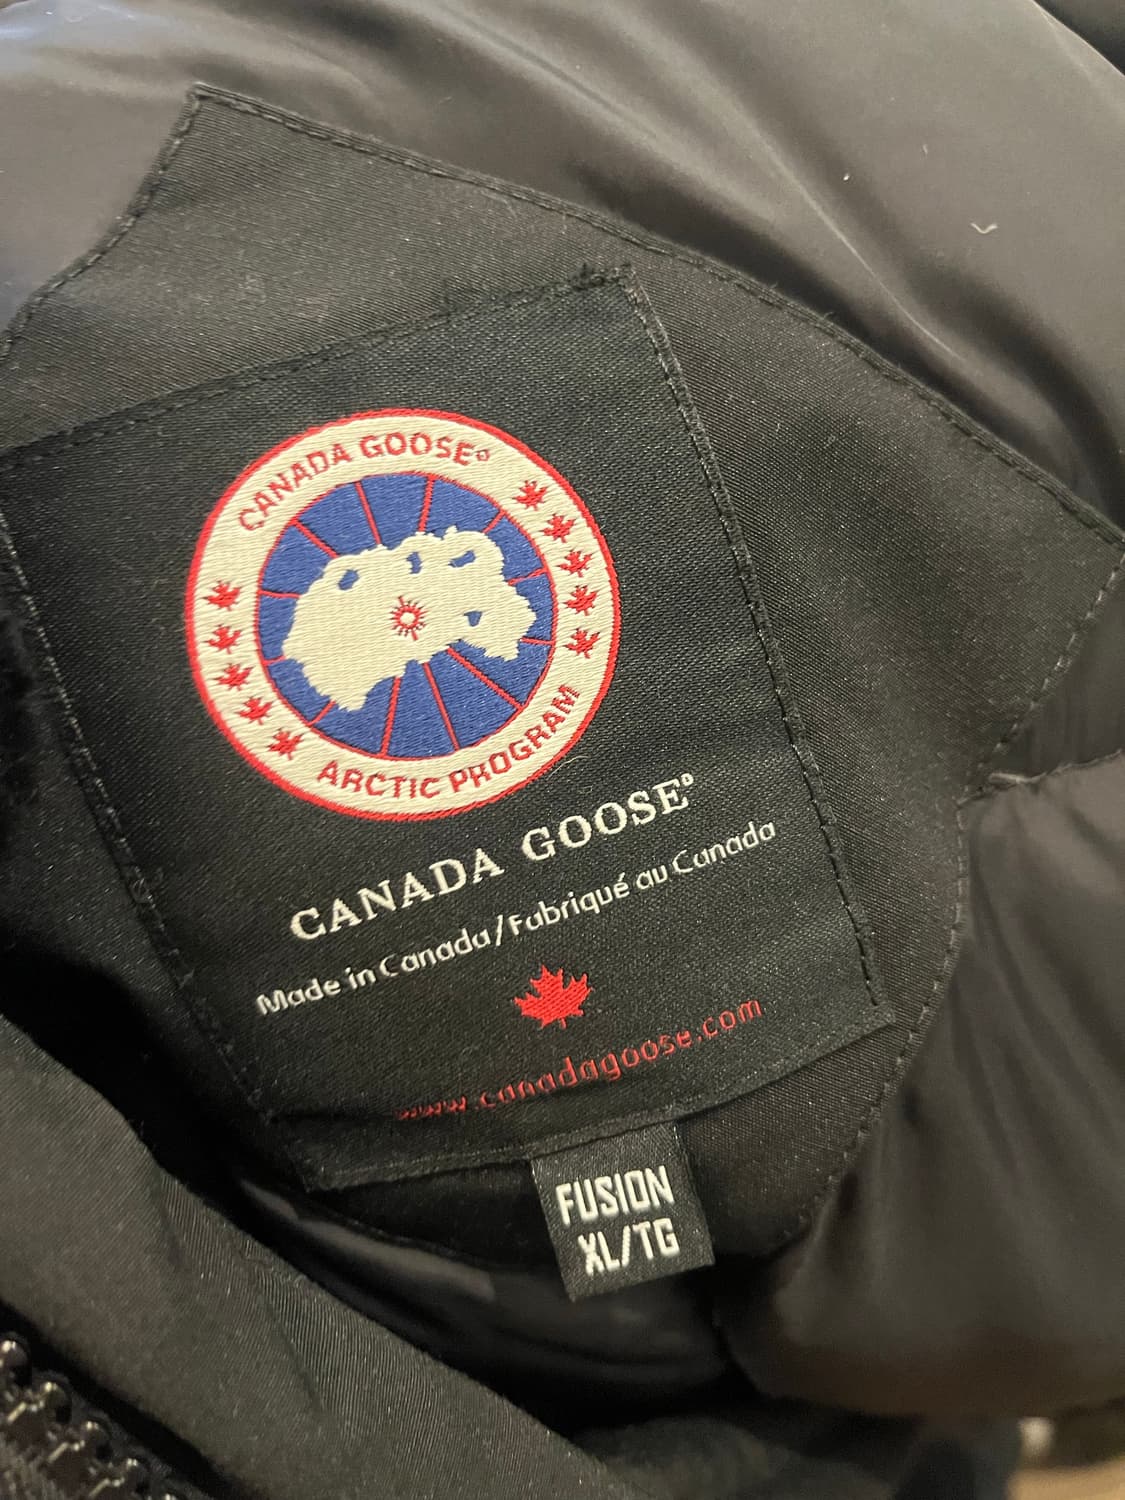 CANADA GOOSE®
ARCTIC PROGRAM
CANADA GOOSE®
Made in Canada/Fabriqué au Canada
www.canadagoose.com
FUSION
XL/TG